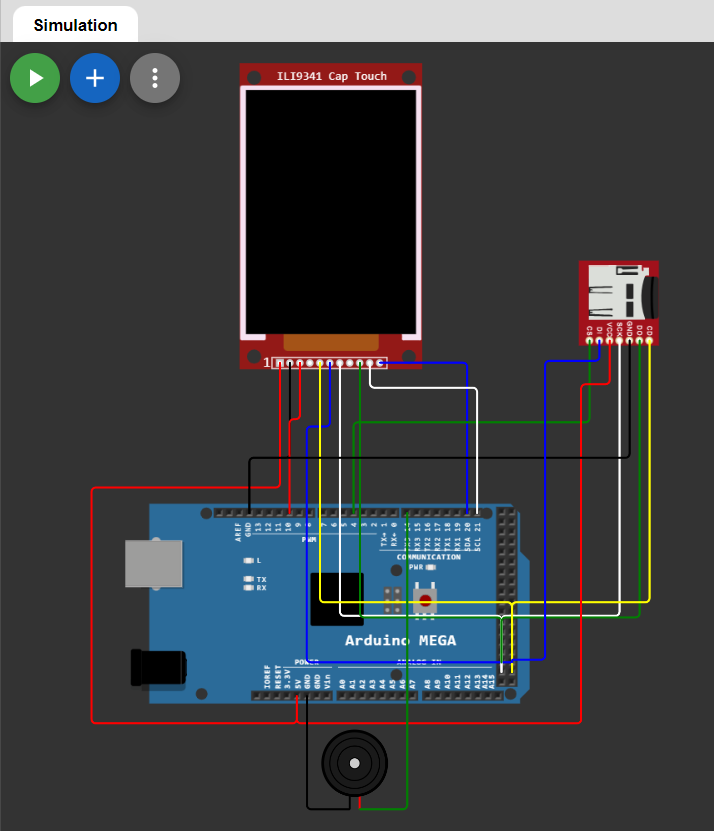 Simulation
ILI9341 Cap Touch
1
CS
DI
VCC
SCK
GND
DO
CD
AREF
GND
13
12
11
10
9
8
7
6
5
4
3
2
1
0
TX→
RX←
TX3 14
RX3 15
TX2 16
RX2 17
TX1 18
RX1 19
SDA 20
SCL 21
PWM
COMMUNICATION
L
PWR
TX
RX
Arduino MEGA
POWER
ANALOG IN
IOREF
RESET
3.3V
5V
GND
GND
Vin
A0
A1
A2
A3
A4
A5
A6
A7
A8
A9
A10
A11
A12
A13
A14
A15